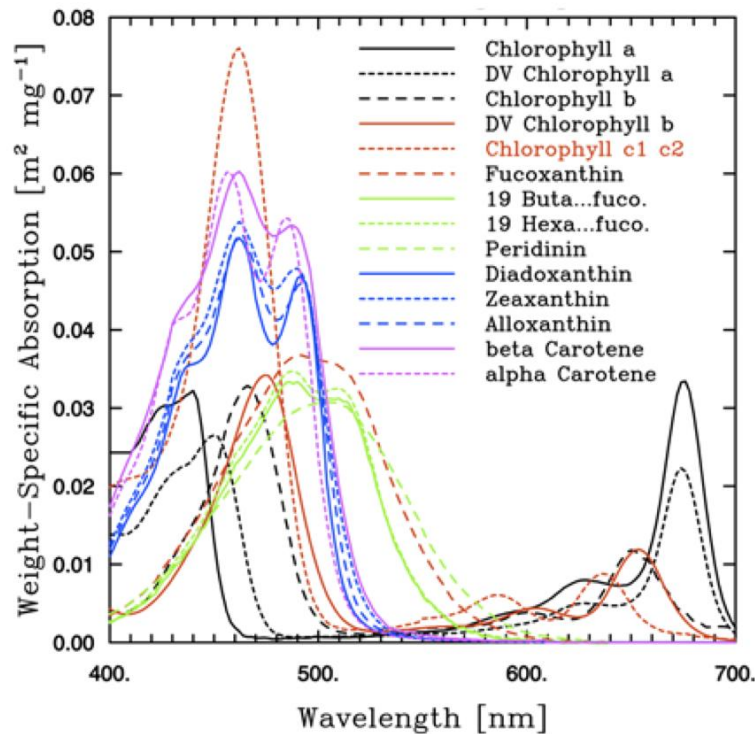 0.08
0.07
0.06
0.05
0.04
0.03
0.02
0.01
0.00
Weight-Specific Absorption [m² mg⁻¹]
Chlorophyll a
DV Chlorophyll a
Chlorophyll b
DV Chlorophyll b
Chlorophyll c1 c2
Fucoxanthin
19 Buta...fuco.
19 Hexa...fuco.
Peridinin
Diadoxanthin
Zeaxanthin
Alloxanthin
beta Carotene
alpha Carotene
400. 500. 600. 700.
Wavelength [nm]